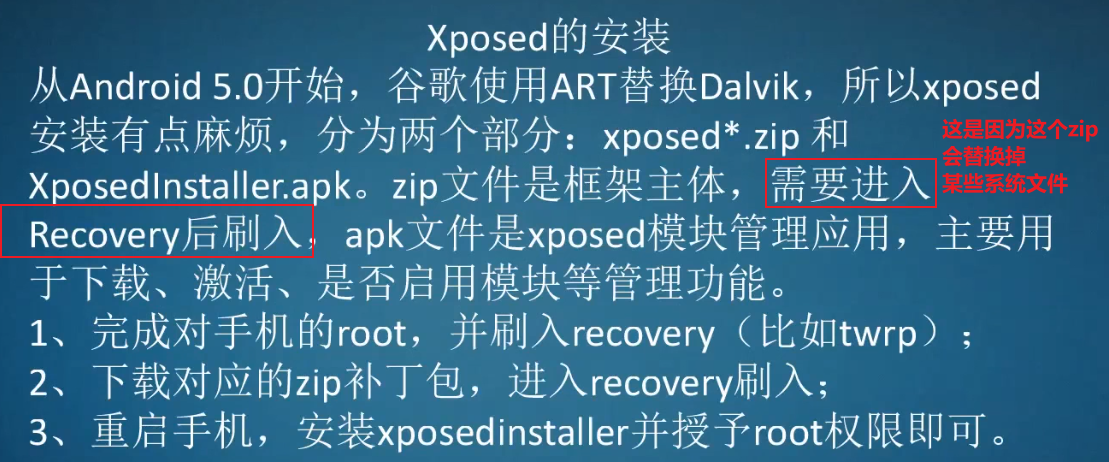 Xposed的安装
从Android 5.0开始，谷歌使用ART替换Dalvik，所以xposed
安装有点麻烦，分为两个部分：xposed*.zip 和
XposedInstaller.apk。zip文件是框架主体，需要进入
Recovery后刷入，apk文件是xposed模块管理应用，主要用
于下载、激活、是否启用模块等管理功能。
1、完成对手机的root，并刷入recovery（比如twrp）；
2、下载对应的zip补丁包，进入recovery刷入；
3、重启手机，安装xposedinstaller并授予root权限即可。
这是因为这个zip
会替换掉
某些系统文件